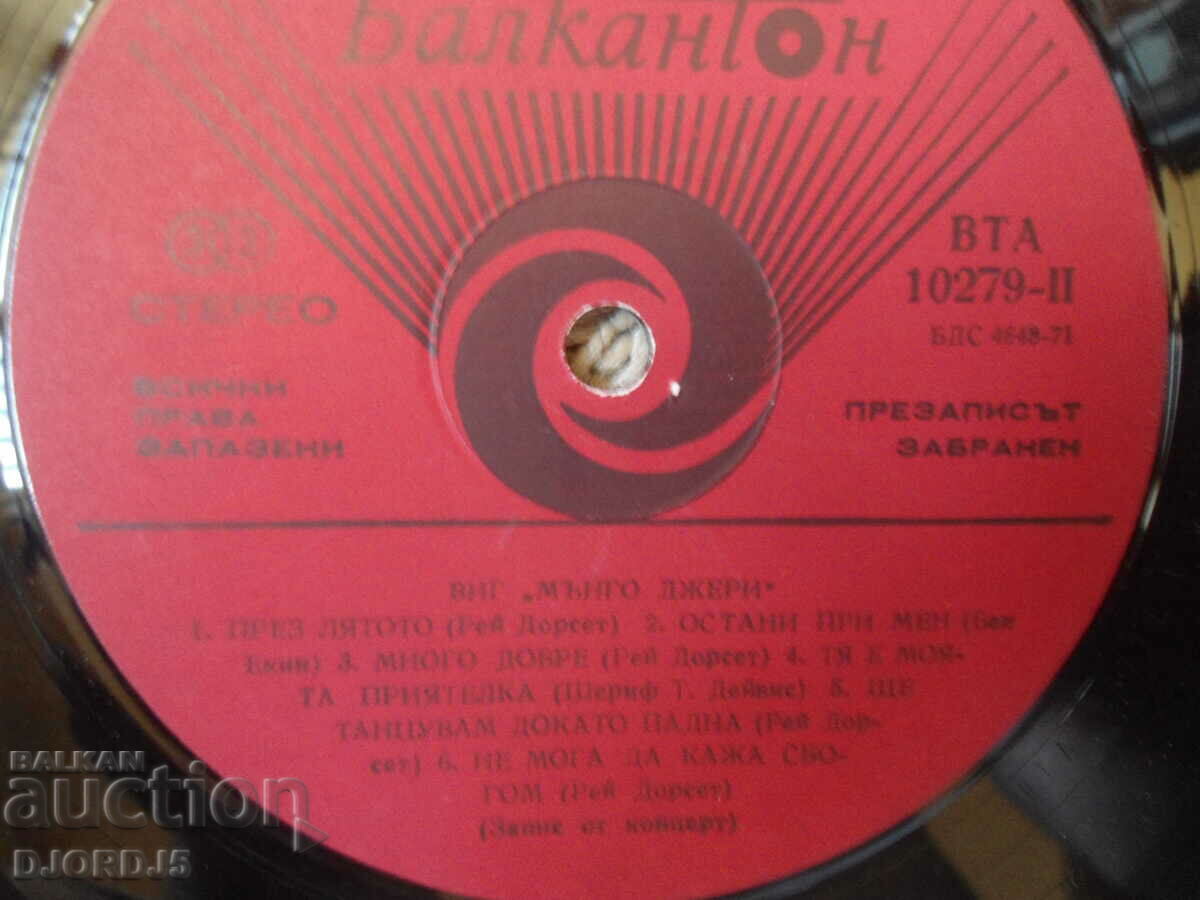 БалканТон
СТЕРЕО
ВСИЧКИ
ПРАВА
ЗАПАЗЕНИ
ВТА
10279-II
БДС 4648-71
ПРЕЗАПИСЪТ
ЗАБРАНЕН
ВИГ „МЪНГО ДЖЕРИ“
1. ПРЕЗ ЛЯТОТО (Рей Дорсет) 2. ОСТАНИ ПРИ МЕН (Бен
Екин) 3. МНОГО ДОБРЕ (Рей Дорсет) 4. ТЯ Е МОЯ-
ТА ПРИЯТЕЛКА (Шериф Т. Дейвис) 5. ЩЕ
ТАНЦУВАМ ДОКАТО ПАДНА (Рей Дор-
сет) 6. НЕ МОГА ДА КАЖА СБО-
ГОМ (Рей Дорсет)
(Запис от концерт)
BALKAN
auction
DJORDJ5